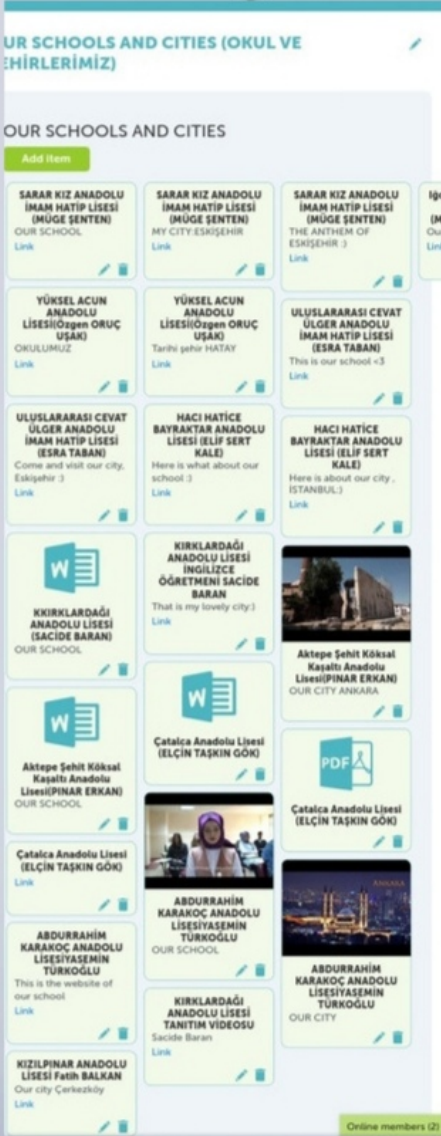 UR SCHOOLS AND CITIES (OKUL VE
EHİRLERİMİZ)
OUR SCHOOLS AND CITIES
Add item
SARAR KIZ ANADOLU
İMAM HATİP LİSESİ
(MÜGE ŞENTEN)
OUR SCHOOL
Link
SARAR KIZ ANADOLU
İMAM HATİP LİSESİ
(MÜGE ŞENTEN)
MY CITY:ESKİŞEHİR
Link
SARAR KIZ ANADOLU
İMAM HATİP LİSESİ
(MÜGE ŞENTEN)
THE ANTHEM OF
ESKİŞEHİR :)
Link
Iğd
(M
Ou
Lin
YÜKSEL ACUN
ANADOLU
LİSESİ(Özgen ORUÇ
UŞAK)
OKULUMUZ
Link
YÜKSEL ACUN
ANADOLU
LİSESİ(Özgen ORUÇ
UŞAK)
Tarihi şehir HATAY
Link
ULUSLARARASI CEVAT
ÜLGER ANADOLU
İMAM HATİP LİSESİ
(ESRA TABAN)
This is our school <3
Link
ULUSLARARASI CEVAT
ÜLGER ANADOLU
İMAM HATİP LİSESİ
(ESRA TABAN)
Come and visit our city,
Eskişehir :)
Link
HACI HATİCE
BAYRAKTAR ANADOLU
LİSESİ (ELİF SERT
KALE)
Here is what about our
school :)
Link
HACI HATİCE
BAYRAKTAR ANADOLU
LİSESİ (ELİF SERT
KALE)
Here is about our city ,
ISTANBUL:)
Link
W
KKIRKLARDAĞI
ANADOLU LİSESİ
(SACİDE BARAN)
OUR SCHOOL
KIRKLARDAĞI
ANADOLU LİSESİ
İNGİLİZCE
ÖĞRETMENİ SACİDE
BARAN
That is my lovely city:)
Link
Aktepe Şehit Köksal
Kaşaltı Anadolu
Lisesi(PINAR ERKAN)
OUR CITY ANKARA
W
Aktepe Şehit Köksal
Kaşaltı Anadolu
Lisesi(PINAR ERKAN)
OUR SCHOOL
W
Çatalca Anadolu Lisesi
(ELÇİN TAŞKIN GÖK)
PDF
Çatalca Anadolu Lisesi
(ELÇİN TAŞKIN GÖK)
Çatalca Anadolu Lisesi
(ELÇİN TAŞKIN GÖK)
Link
ABDURRAHİM
KARAKOÇ ANADOLU
LİSESİYASEMİN
TÜRKOĞLU
OUR SCHOOL
ANKARA
ABDURRAHİM
KARAKOÇ ANADOLU
LİSESİYASEMİN
TÜRKOĞLU
OUR CITY
ABDURRAHİM
KARAKOÇ ANADOLU
LİSESİYASEMİN
TÜRKOĞLU
This is the website of
our school
Link
KIRKLARDAĞI
ANADOLU LİSESİ
TANITIM VİDEOSU
Sacide Baran
Link
KIZILPINAR ANADOLU
LİSESİ Fatih BALKAN
Our city Çerkezköy
Link
Online members (2)